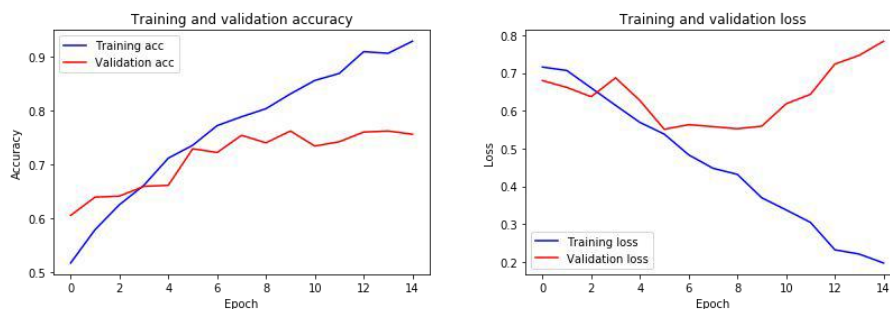 Training and validation accuracy
Training acc
Validation acc
0.9
0.8
0.7
0.6
0.5
Accuracy
0 2 4 6 8 10 12 14
Epoch
Training and validation loss
0.8
0.7
0.6
0.5
0.4
0.3
0.2
Loss
Training loss
Validation loss
0 2 4 6 8 10 12 14
Epoch